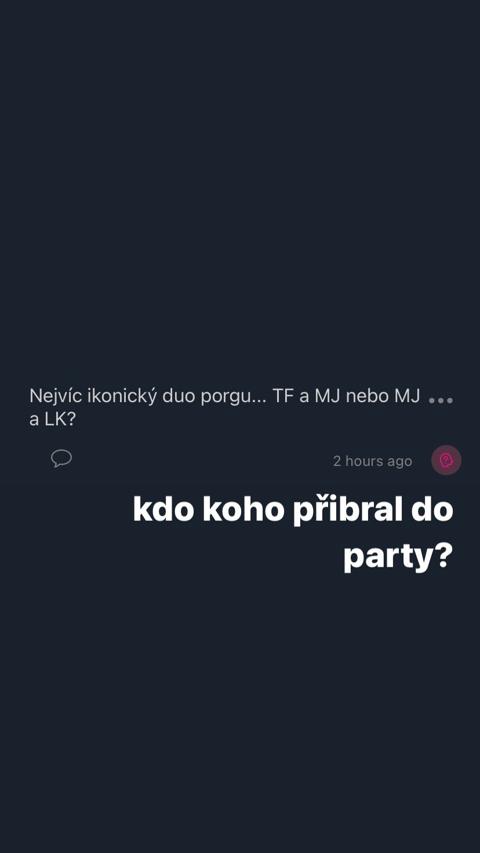 Nejvíc ikonický duo porgu... TF a MJ nebo MJ
a LK?
2 hours ago
kdo koho přibral do
party?